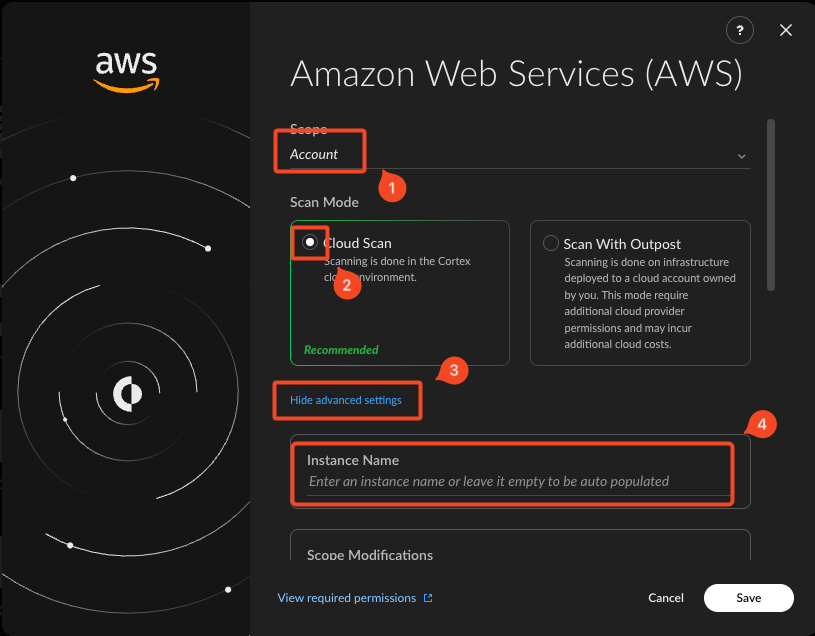 aws
?
Amazon Web Services (AWS)
Scope
Account
1
Scan Mode
Cloud Scan
Scanning is done in the Cortex
environment.
2
Recommended
Scan With Outpost
Scanning is done on infrastructure
deployed to a cloud account owned
by you. This mode require
additional cloud provider
permissions and may incur
additional cloud costs.
3
Hide advanced settings
4
Instance Name
Enter an instance name or leave it empty to be auto populated
Scope Modifications
View required permissions
Cancel
Save